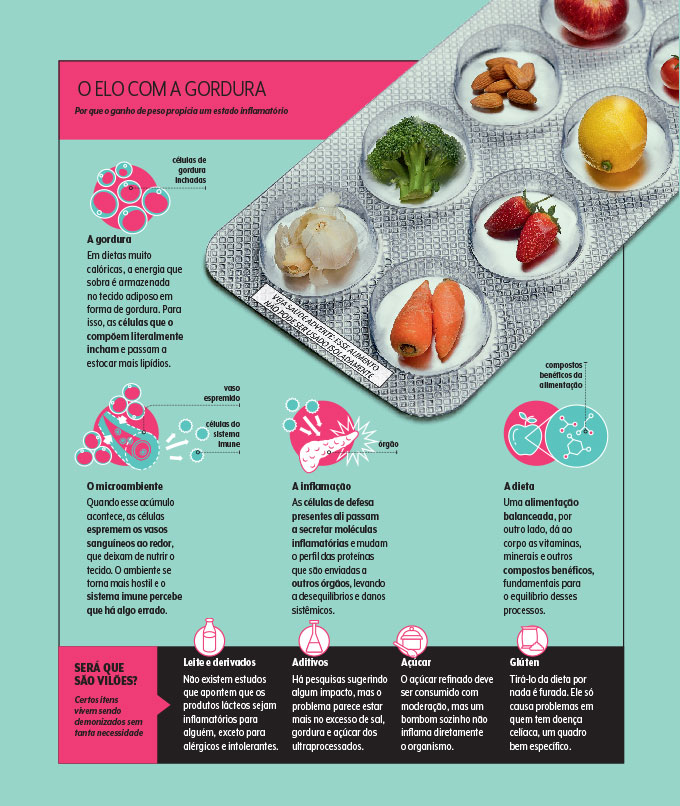 O ELO COM A GORDURA
Por que o ganho de peso propicia um estado inflamatório
células de
gordura
inchadas
A gordura
Em dietas muito
calóricas, a energia que
sobra é armazenada
no tecido adiposo em
forma de gordura. Para
isso, as células que o
compõem literalmente
incham e passam a
estocar mais lipídios.
VEJA SAÚDE ADVERTE: ESSE ALIMENTO
NÃO PODE SER USADO ISOLADAMENTE
vaso
espremido
células do
sistema
imune
O microambiente
Quando esse acúmulo
acontece, as células
espremem os vasos
sanguíneos ao redor,
que deixam de nutrir o
tecido. O ambiente se
torna mais hostil e o
sistema imune percebe
que há algo errado.
órgão
A inflamação
As células de defesa
presentes ali passam
a secretar moléculas
inflamatórias e mudam
o perfil das proteínas
que são enviadas a
outros órgãos, levando
a desequilíbrios e danos
sistêmicos.
compostos
benéficos da
alimentação
A dieta
Uma alimentação
balanceada, por
outro lado, dá ao
corpo as vitaminas,
minerais e outros
compostos benéficos,
fundamentais para
o equilíbrio desses
processos.
SERÁ QUE
SÃO VILÕES?
Certos itens
vivem sendo
demonizados sem
tanta necessidade
Leite e derivados
Não existem estudos
que apontem que os
produtos lácteos sejam
inflamatórios para
alguém, exceto para
alérgicos e intolerantes.
Aditivos
Há pesquisas sugerindo
algum impacto, mas o
problema parece estar
mais no excesso de sal,
gordura e açúcar dos
ultraprocessados.
Açúcar
O açúcar refinado deve
ser consumido com
moderação, mas um
bombom sozinho não
inflama diretamente
o organismo.
Glúten
Tirá-lo da dieta por
nada é furada. Ele só
causa problemas em
quem tem doença
celíaca, um quadro
bem específico.